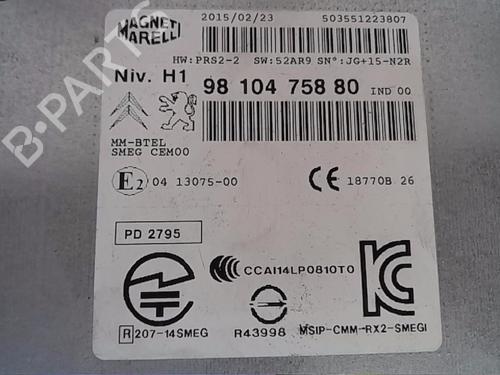 MAGNETI
MARELLI
2015/02/23
503551223807
HW:PRS2-2 SW:52AR9 SN°:JG+15-N2R
Niv. H1
98 104 758 80 IND 00
MM-BTEL
SMEG CEM00
E2 04 13075-00
CE 18770B 26
PD 2795
CCAI14LP0810T0
R 207-14SMEG
R43998
MSIP-CMM-RX2-SMEGI